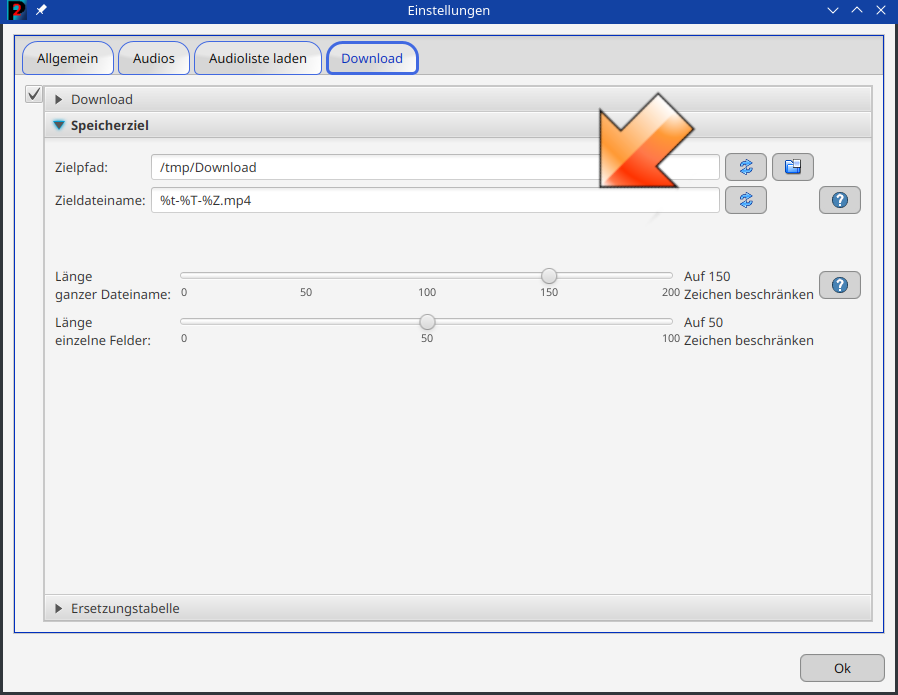 Einstellungen
Allgemein
Audios
Audioliste laden
Download
Download
Speicherziel
Zielpfad:
/tmp/Download
Zieldateiname:
%t-%T-%Z.mp4
Länge
ganzer Dateiname:
0 50 100 150 200
Auf 150
Zeichen beschränken
Länge
einzelne Felder:
0 50 100
Auf 50
Zeichen beschränken
Ersetzungstabelle
Ok